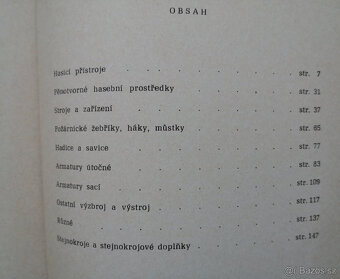 OBSAH
Hasicí přístroje . . . . . . . . . str. 7
Pěnotvorné hasební prostředky . . . . . str. 31
Stroje a zařízení . . . . . . . . str. 37
Požárnické žebříky, háky, můstky . . . . str. 65
Hadice a savice . . . . . . . . str. 77
Armatury útočné . . . . . . . . str. 83
Armatury sací . . . . . . . . str. 109
Ostatní výzbroj a výstroj . . . . . . str. 117
Různé . . . . . . . . . str. 137
Stejnokroje a stejnokrojové doplňky . . . . str. 147
Bazos.sk